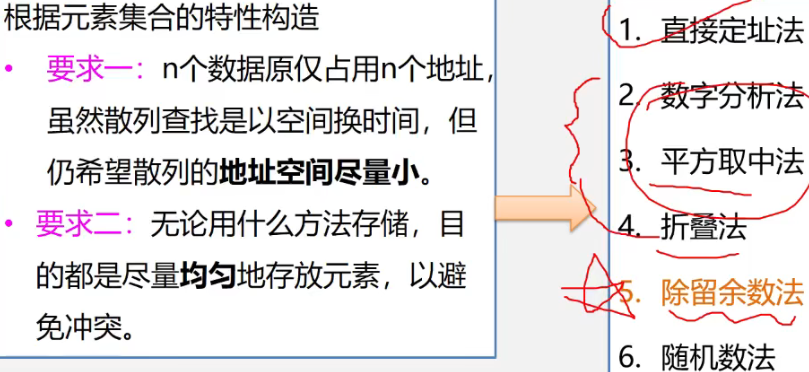 根据元素集合的特性构造
• 要求一：n个数据原仅占用n个地址，
虽然散列查找是以空间换时间，但
仍希望散列的地址空间尽量小。
• 要求二：无论用什么方法存储，目
的都是尽量均匀地存放元素，以避
免冲突。
1. 直接定址法
2. 数字分析法
3. 平方取中法
4. 折叠法
5. 除留余数法
6. 随机数法